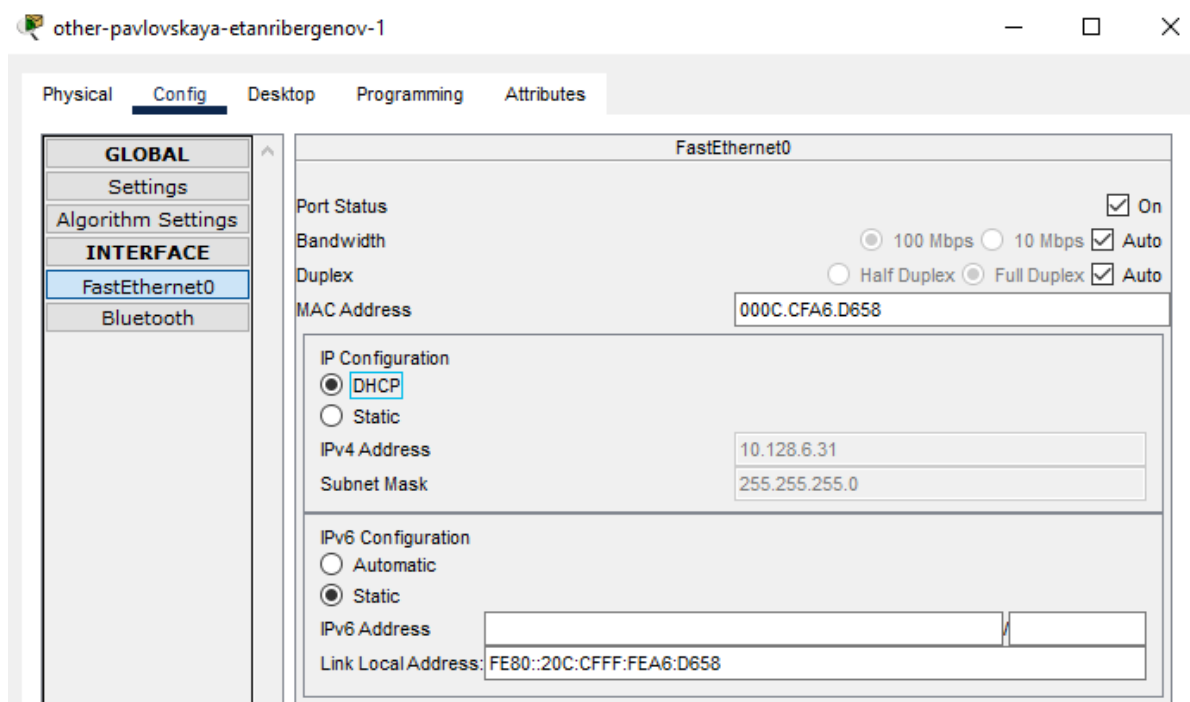 other-pavlovskaya-etanribergenov-1
Physical Config Desktop Programming Attributes
GLOBAL
Settings
Algorithm Settings
INTERFACE
FastEthernet0
Bluetooth
FastEthernet0
Port Status On
Bandwidth 100 Mbps 10 Mbps Auto
Duplex Half Duplex Full Duplex Auto
MAC Address 000C.CFA6.D658
IP Configuration
DHCP
Static
IPv4 Address 10.128.6.31
Subnet Mask 255.255.255.0
IPv6 Configuration
Automatic
Static
IPv6 Address /
Link Local Address: FE80::20C:CFFF:FEA6:D658